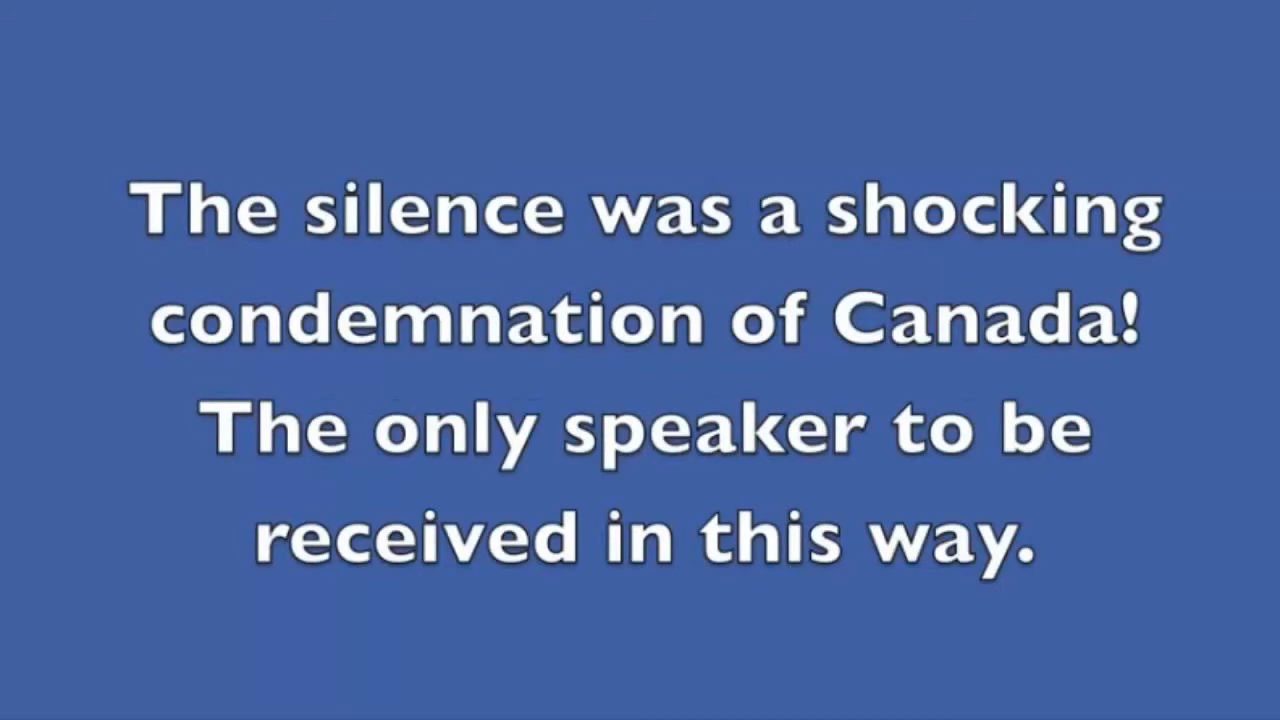 The silence was a shocking
condemnation of Canada!
The only speaker to be
received in this way.